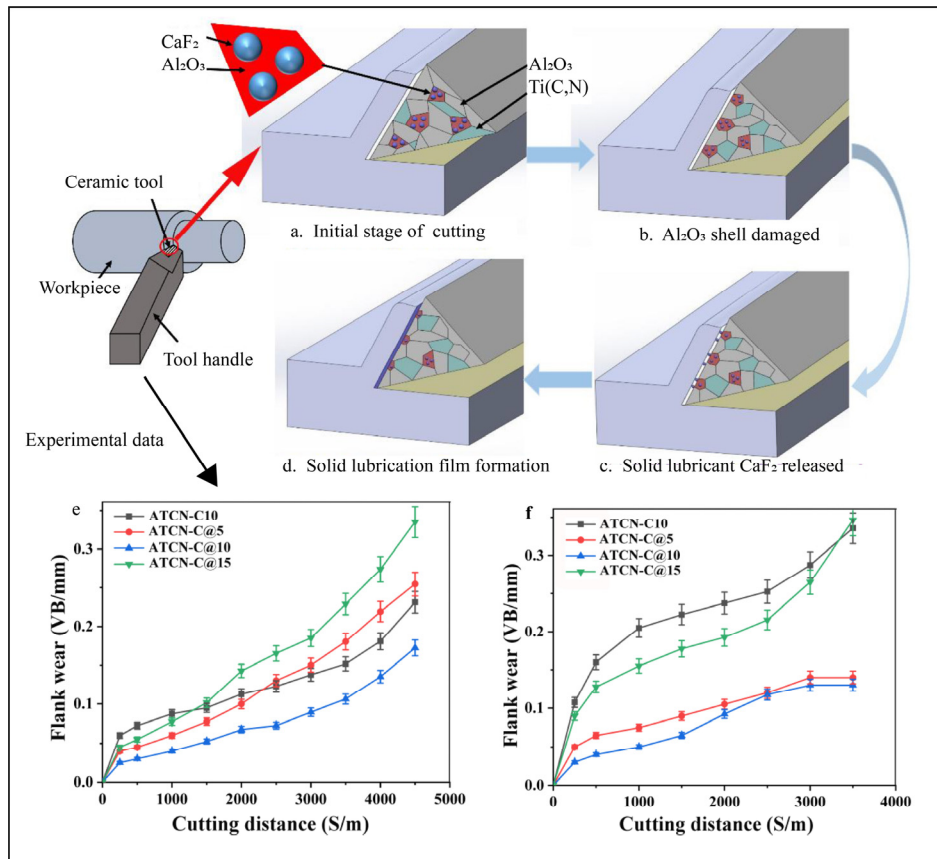 CaF₂
Al₂O₃
Al₂O₃
Ti(C,N)
Ceramic tool
Workpiece
Tool handle
a. Initial stage of cutting
b. Al₂O₃ shell damaged
d. Solid lubrication film formation
c. Solid lubricant CaF₂ released
Experimental data
e
ATCN-C10
ATCN-C@5
ATCN-C@10
ATCN-C@15
Flank wear (VB/mm)
0.3
0.2
0.1
0.0
0 1000 2000 3000 4000 5000
Cutting distance (S/m)
f
ATCN-C10
ATCN-C@5
ATCN-C@10
ATCN-C@15
Flank wear (VB/mm)
0.3
0.2
0.1
0.0
0 1000 2000 3000 4000
Cutting distance (S/m)